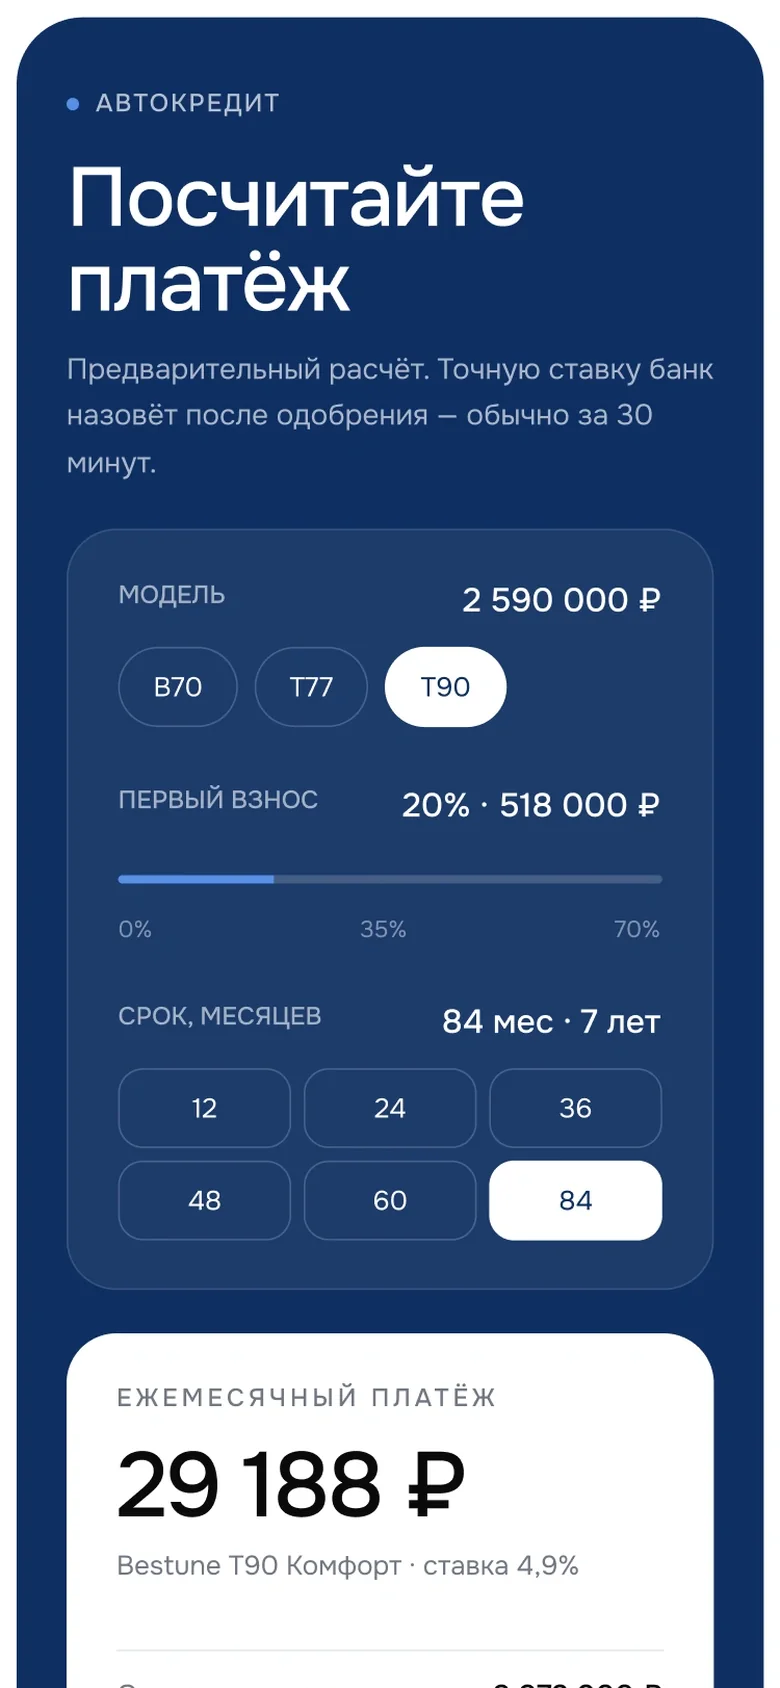 АВТОКРЕДИТ
Посчитайте
платёж
Предварительный расчёт. Точную ставку банк
назовёт после одобрения — обычно за 30
минут.
МОДЕЛЬ 2 590 000 ₽
B70 T77 T90
ПЕРВЫЙ ВЗНОС 20% · 518 000 ₽
0% 35% 70%
СРОК, МЕСЯЦЕВ 84 мес · 7 лет
12 24 36
48 60 84
ЕЖЕМЕСЯЧНЫЙ ПЛАТЁЖ
29 188 ₽
Bestune T90 Комфорт · ставка 4,9%